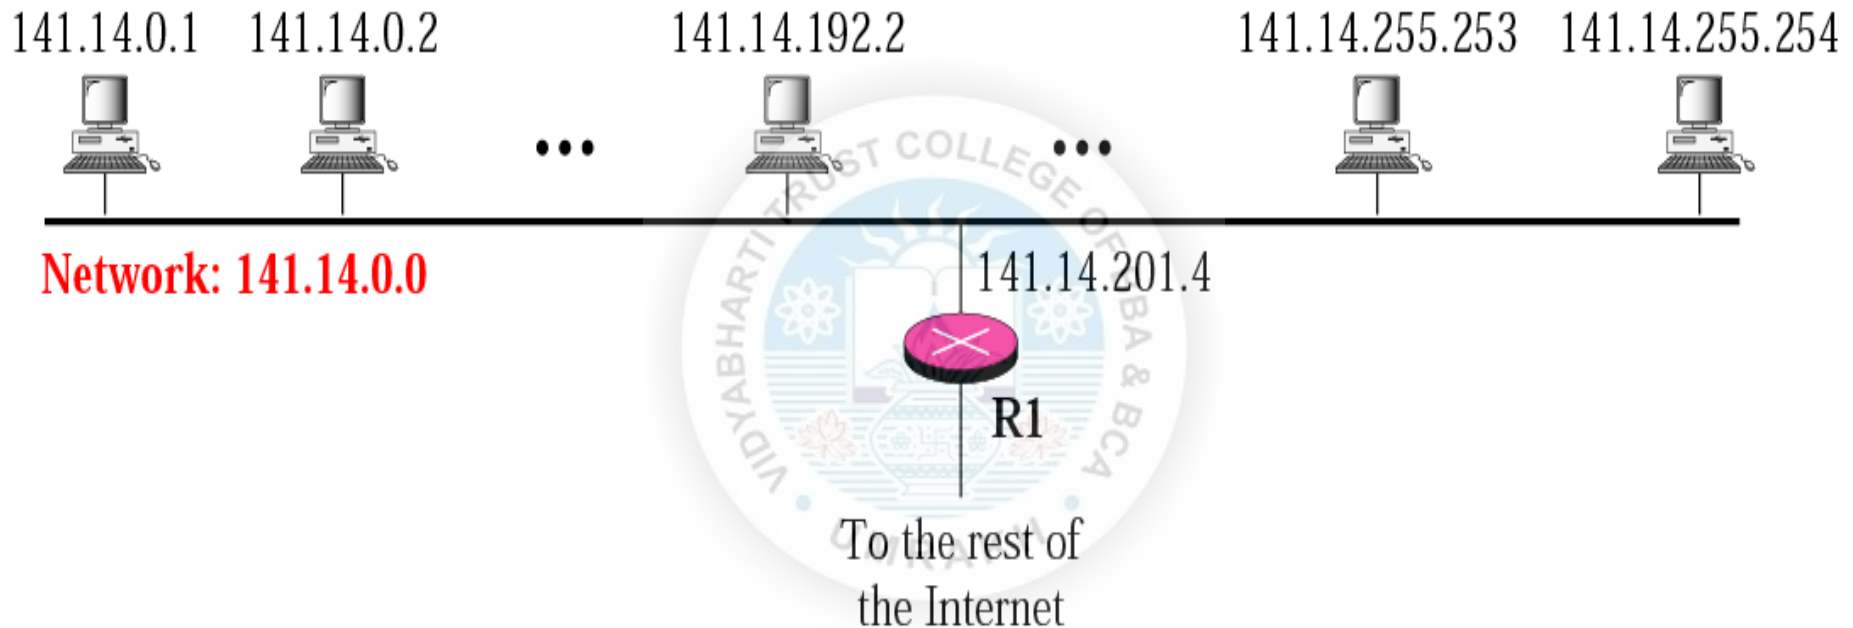 141.14.0.1 141.14.0.2 141.14.192.2 141.14.255.253 141.14.255.254
Network: 141.14.0.0
141.14.201.4
R1
To the rest of
the Internet
VIDYABHARTI TRUST COLLEGE OF BBA & BCA
UMRAKH